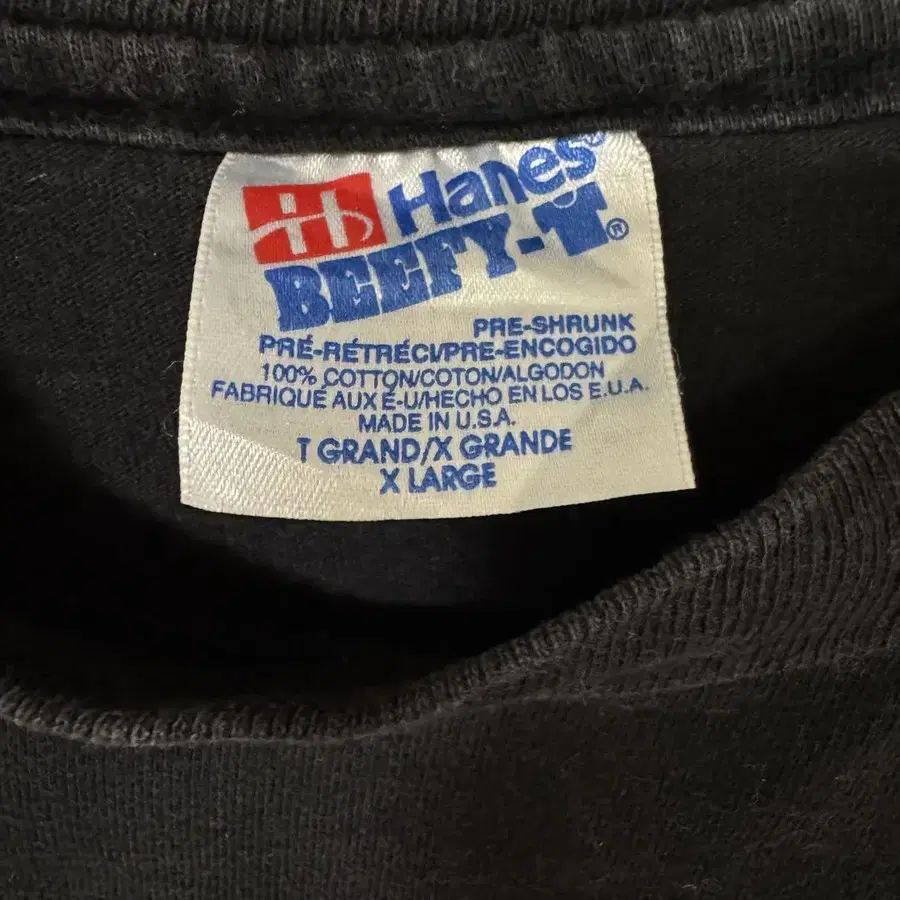 Hanes®
BEEFY-T®
PRE-SHRUNK
PRÉ-RÉTRÉCI/PRE-ENCOGIDO
100% COTTON/COTON/ALGODON
FABRIQUÉ AUX É-U/HECHO EN LOS E.U.A.
MADE IN U.S.A.
T GRAND/X GRANDE
X LARGE